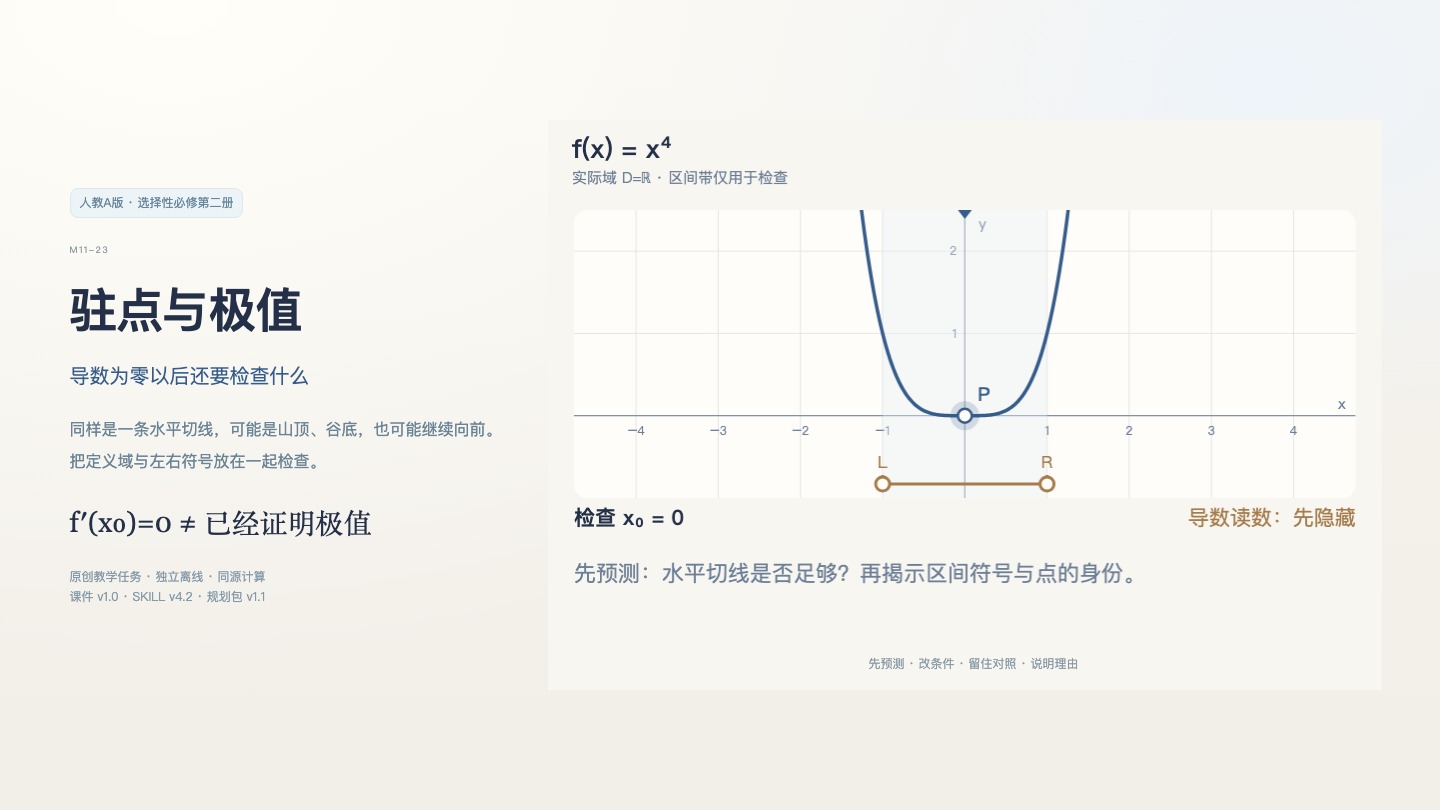 人教A版 · 选择性必修第二册
M11–23
驻点与极值
导数为零以后还要检查什么
同样是一条水平切线，可能是山顶、谷底，也可能继续向前。
把定义域与左右符号放在一起检查。
f′(x₀)=0 ≠ 已经证明极值
原创教学任务 · 独立离线 · 同源计算
课件 v1.0 · SKILL v4.2 · 规划包 v1.1
f(x) = x⁴
实际域 D=ℝ · 区间带仅用于检查
y
2
1
P
x
−4 −3 −2 −1 1 2 3 4
L R
检查 x₀ = 0
导数读数：先隐藏
先预测：水平切线是否足够？再揭示区间符号与点的身份。
先预测 · 改条件 · 留住对照 · 说明理由